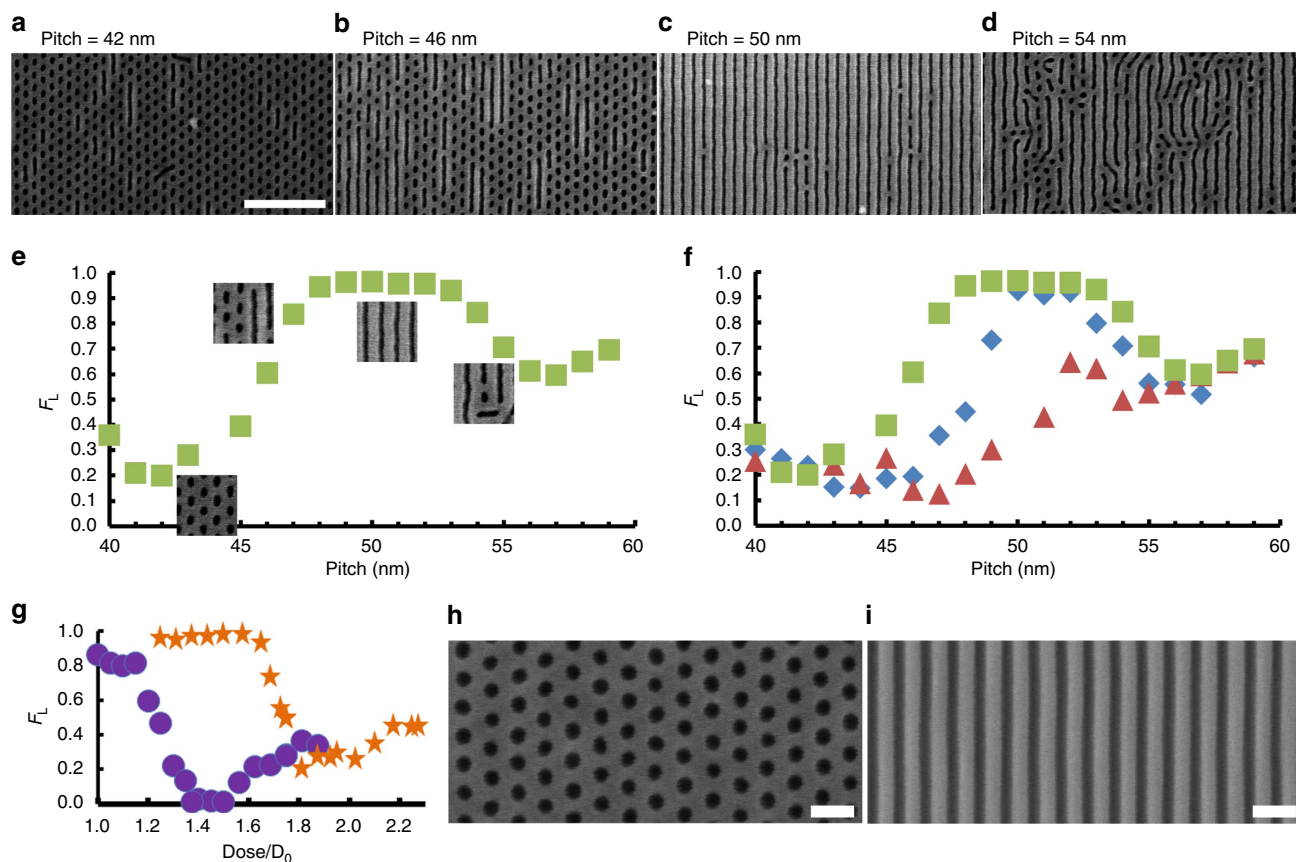 a
Pitch = 42 nm
b
Pitch = 46 nm
c
Pitch = 50 nm
d
Pitch = 54 nm
e
1.0
0.9
0.8
0.7
0.6
0.5
0.4
0.3
0.2
0.1
0.0
F_L
40 45 50 55 60
Pitch (nm)
f
1.0
0.9
0.8
0.7
0.6
0.5
0.4
0.3
0.2
0.1
0.0
F_L
40 45 50 55 60
Pitch (nm)
g
1.0
0.8
0.6
0.4
0.2
0.0
F_L
1.0 1.2 1.4 1.6 1.8 2.0 2.2
Dose/D_0
h
i